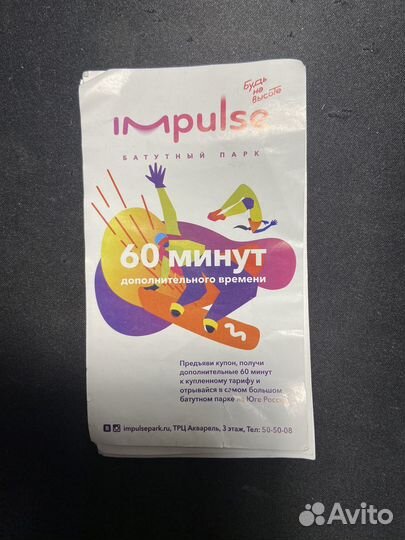 Будь
на
высоте
impulse
БАТУТНЫЙ ПАРК
60 минут
дополнительного времени
Предъяви купон, получи
дополнительные 60 минут
к купленному тарифу и
отрывайся в самом большом
батутном парке на Юге России
impulsepark.ru, ТРЦ Акварель, 3 этаж, Тел: 50-50-08
Avito